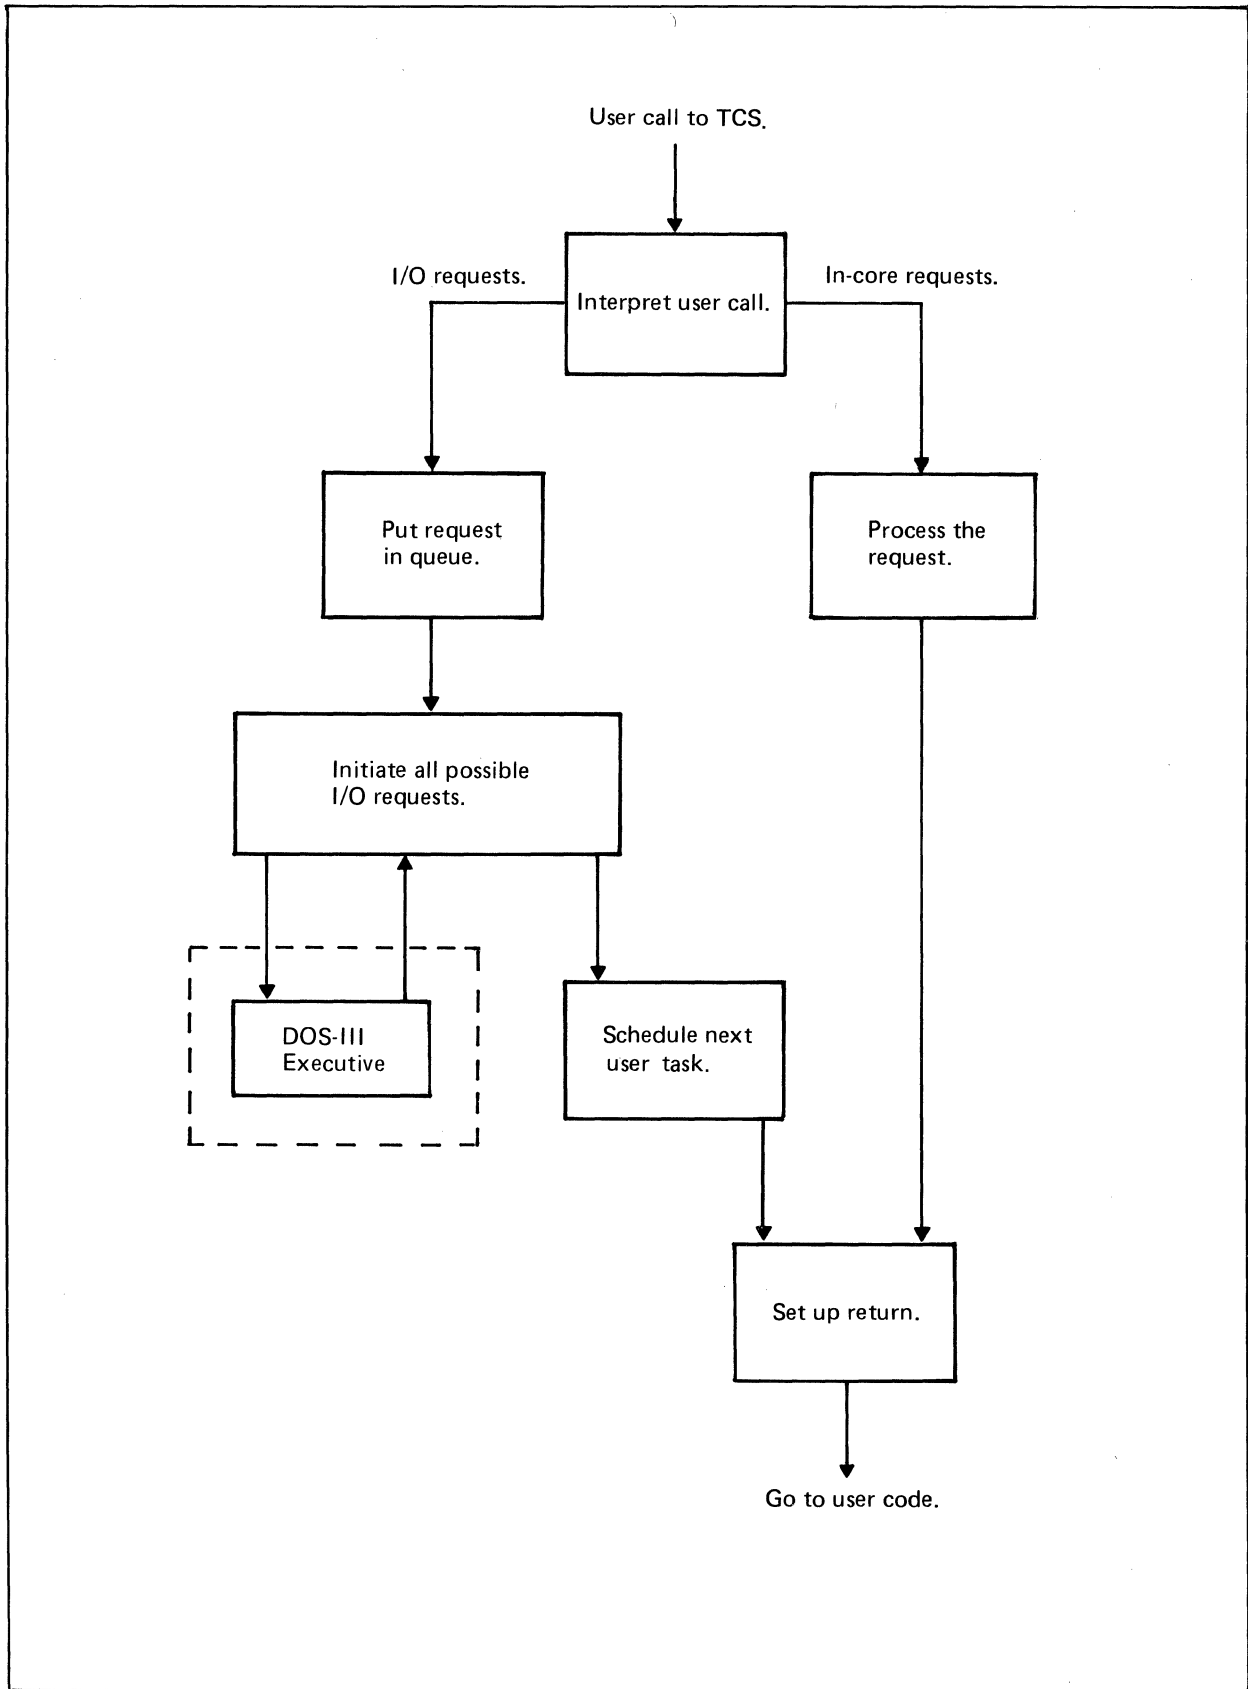 User call to TCS.
I/O requests.
In-core requests.
Interpret user call.
Put request
in queue.
Process the
request.
Initiate all possible
I/O requests.
DOS-III
Executive
Schedule next
user task.
Set up return.
Go to user code.